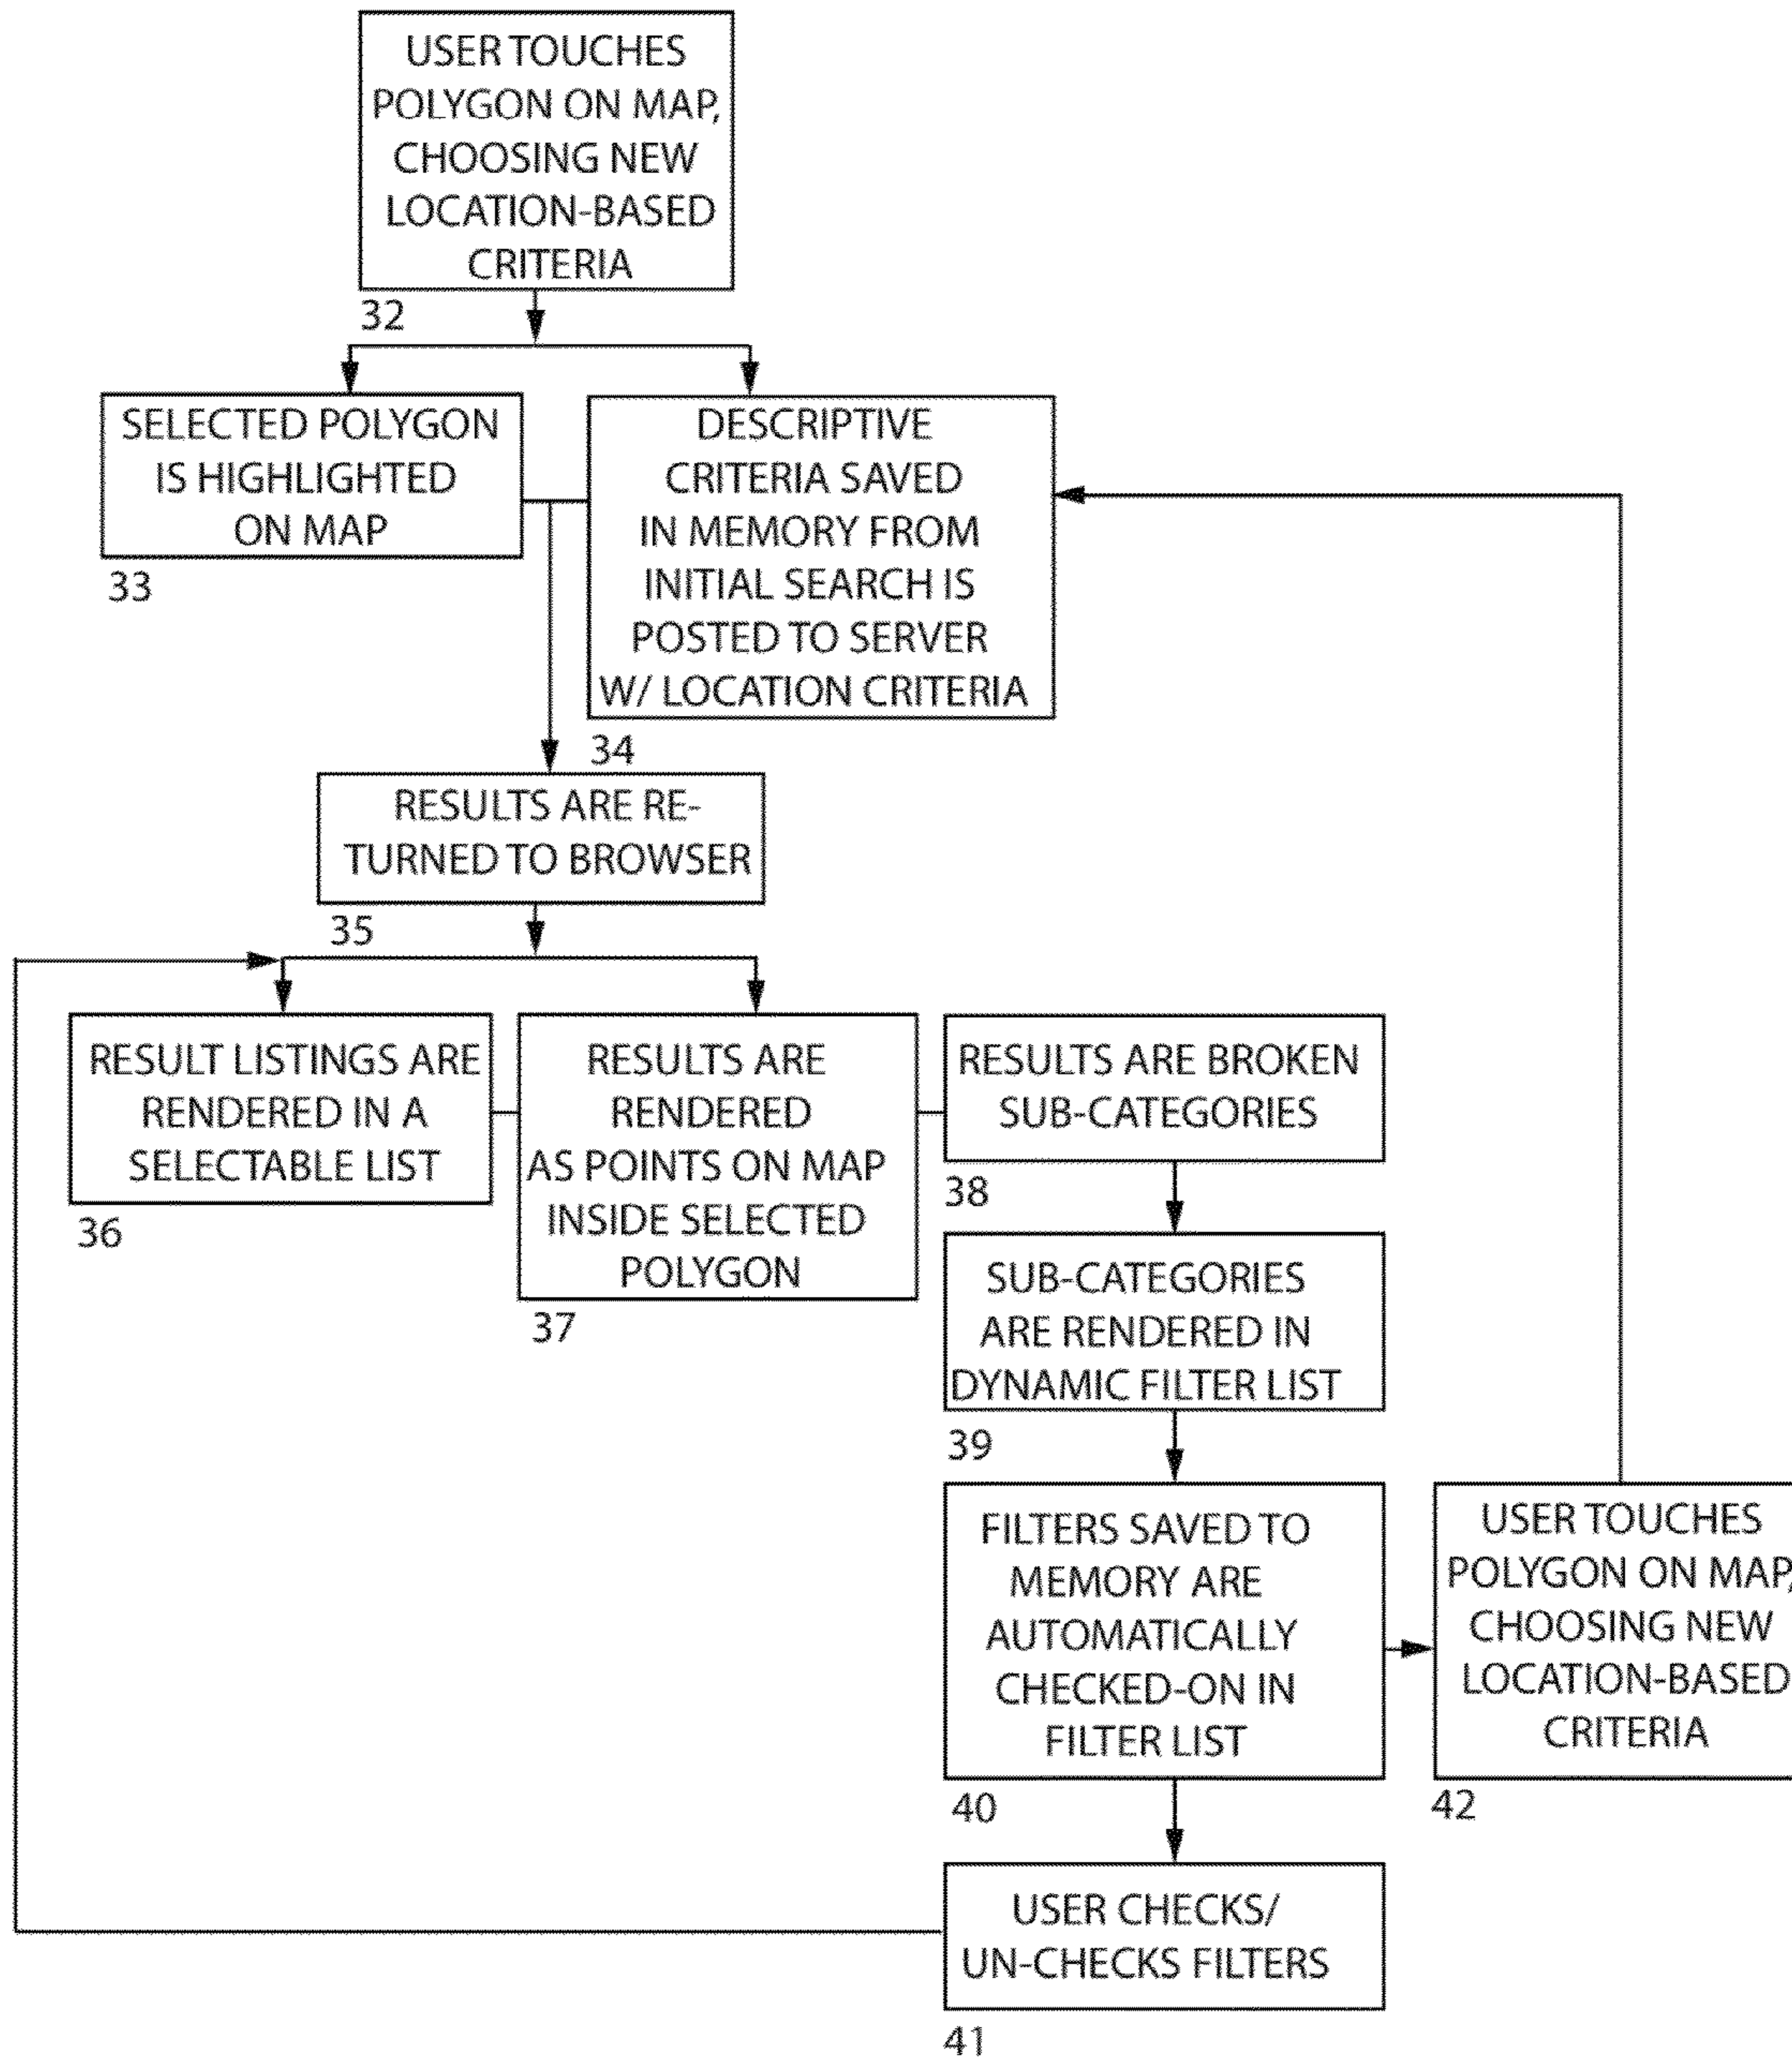 USER TOUCHES
POLYGON ON MAP,
CHOOSING NEW
LOCATION-BASED
CRITERIA
32
SELECTED POLYGON
IS HIGHLIGHTED
ON MAP
33
DESCRIPTIVE
CRITERIA SAVED
IN MEMORY FROM
INITIAL SEARCH IS
POSTED TO SERVER
W/ LOCATION CRITERIA
34
RESULTS ARE RE-
TURNED TO BROWSER
35
RESULT LISTINGS ARE
RENDERED IN A
SELECTABLE LIST
36
RESULTS ARE
RENDERED
AS POINTS ON MAP
INSIDE SELECTED
POLYGON
37
RESULTS ARE BROKEN
SUB-CATEGORIES
38
SUB-CATEGORIES
ARE RENDERED IN
DYNAMIC FILTER LIST
39
FILTERS SAVED TO
MEMORY ARE
AUTOMATICALLY
CHECKED-ON IN
FILTER LIST
40
USER TOUCHES
POLYGON ON MAP,
CHOOSING NEW
LOCATION-BASED
CRITERIA
42
USER CHECKS/
UN-CHECKS FILTERS
41